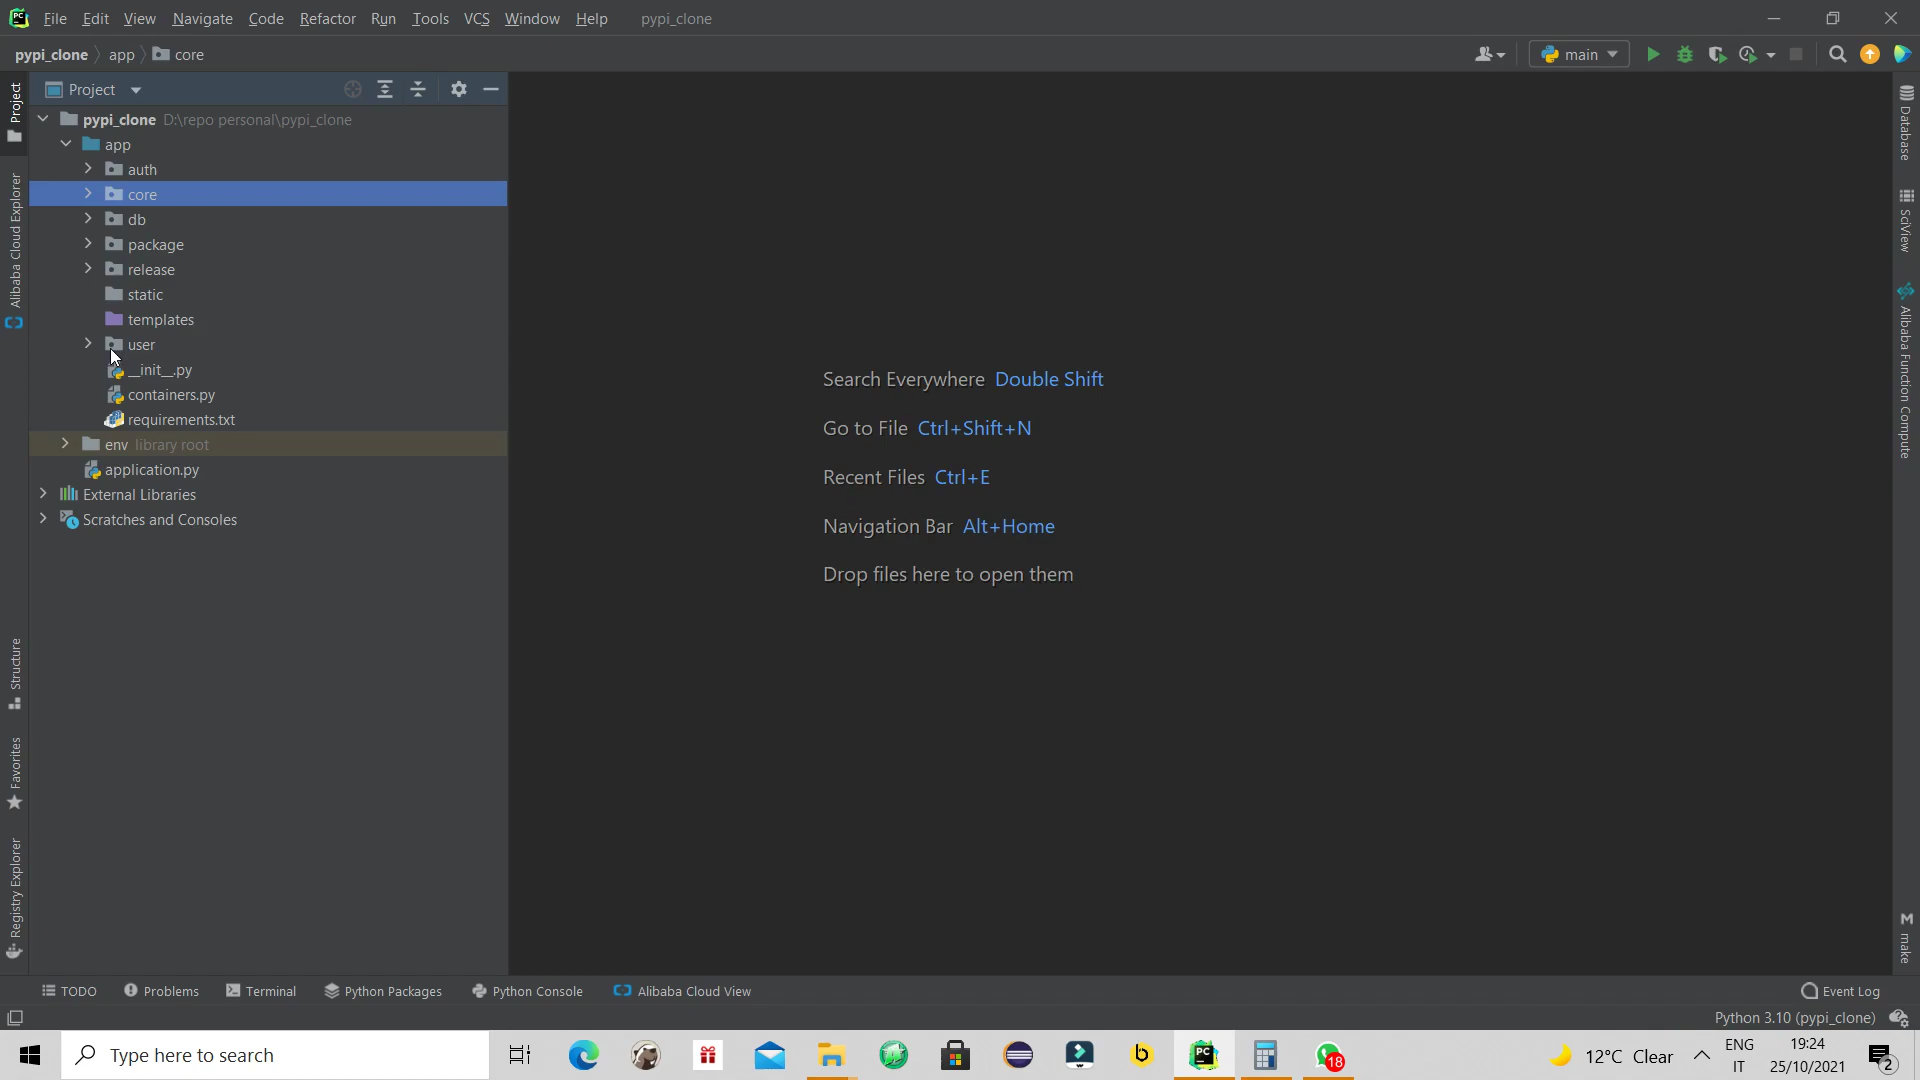 File Edit View Navigate Code Refactor Run Tools VCS Window Help pypi_clone
pypi_clone app core
main
Project
pypi_clone D:\repo personal\pypi_clone
app
auth
core
db
package
release
static
templates
user
__init__.py
containers.py
requirements.txt
env library root
application.py
External Libraries
Scratches and Consoles
Project
Alibaba Cloud Explorer
Structure
Favorites
Registry Explorer
Search Everywhere Double Shift
Go to File Ctrl+Shift+N
Recent Files Ctrl+E
Navigation Bar Alt+Home
Drop files here to open them
Database
SciView
Alibaba Function Compute
M make
TODO Problems Terminal Python Packages Python Console Alibaba Cloud View Event Log
Python 3.10 (pypi_clone)
Type here to search
PC
b
PC
18
12°C Clear
ENG
IT
19:24
25/10/2021
2